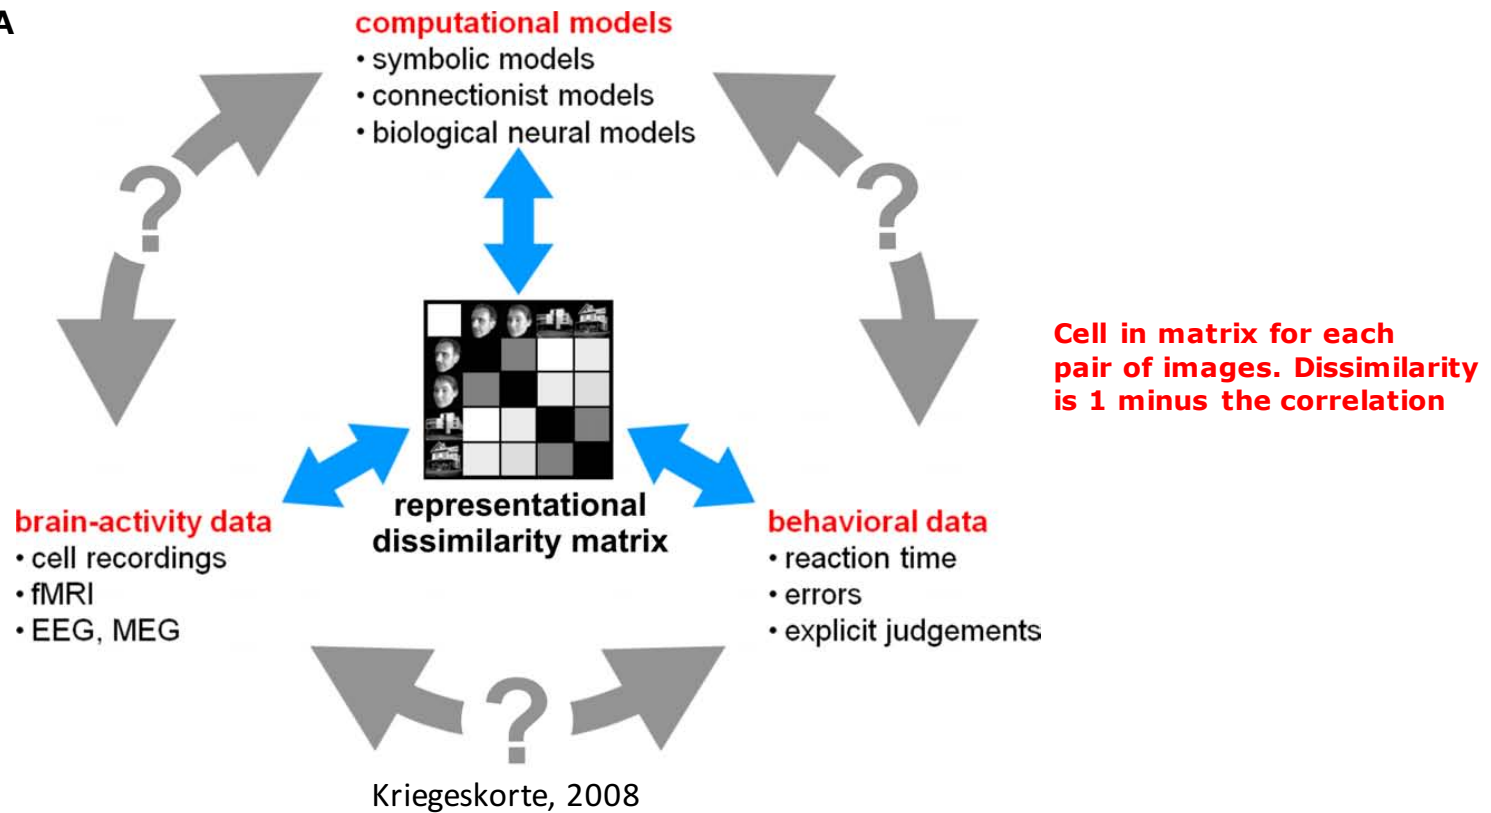 A
computational models
• symbolic models
• connectionist models
• biological neural models
?
?
Cell in matrix for each
pair of images. Dissimilarity
is 1 minus the correlation
representational
dissimilarity matrix
brain-activity data
• cell recordings
• fMRI
• EEG, MEG
behavioral data
• reaction time
• errors
• explicit judgements
?
Kriegeskorte, 2008